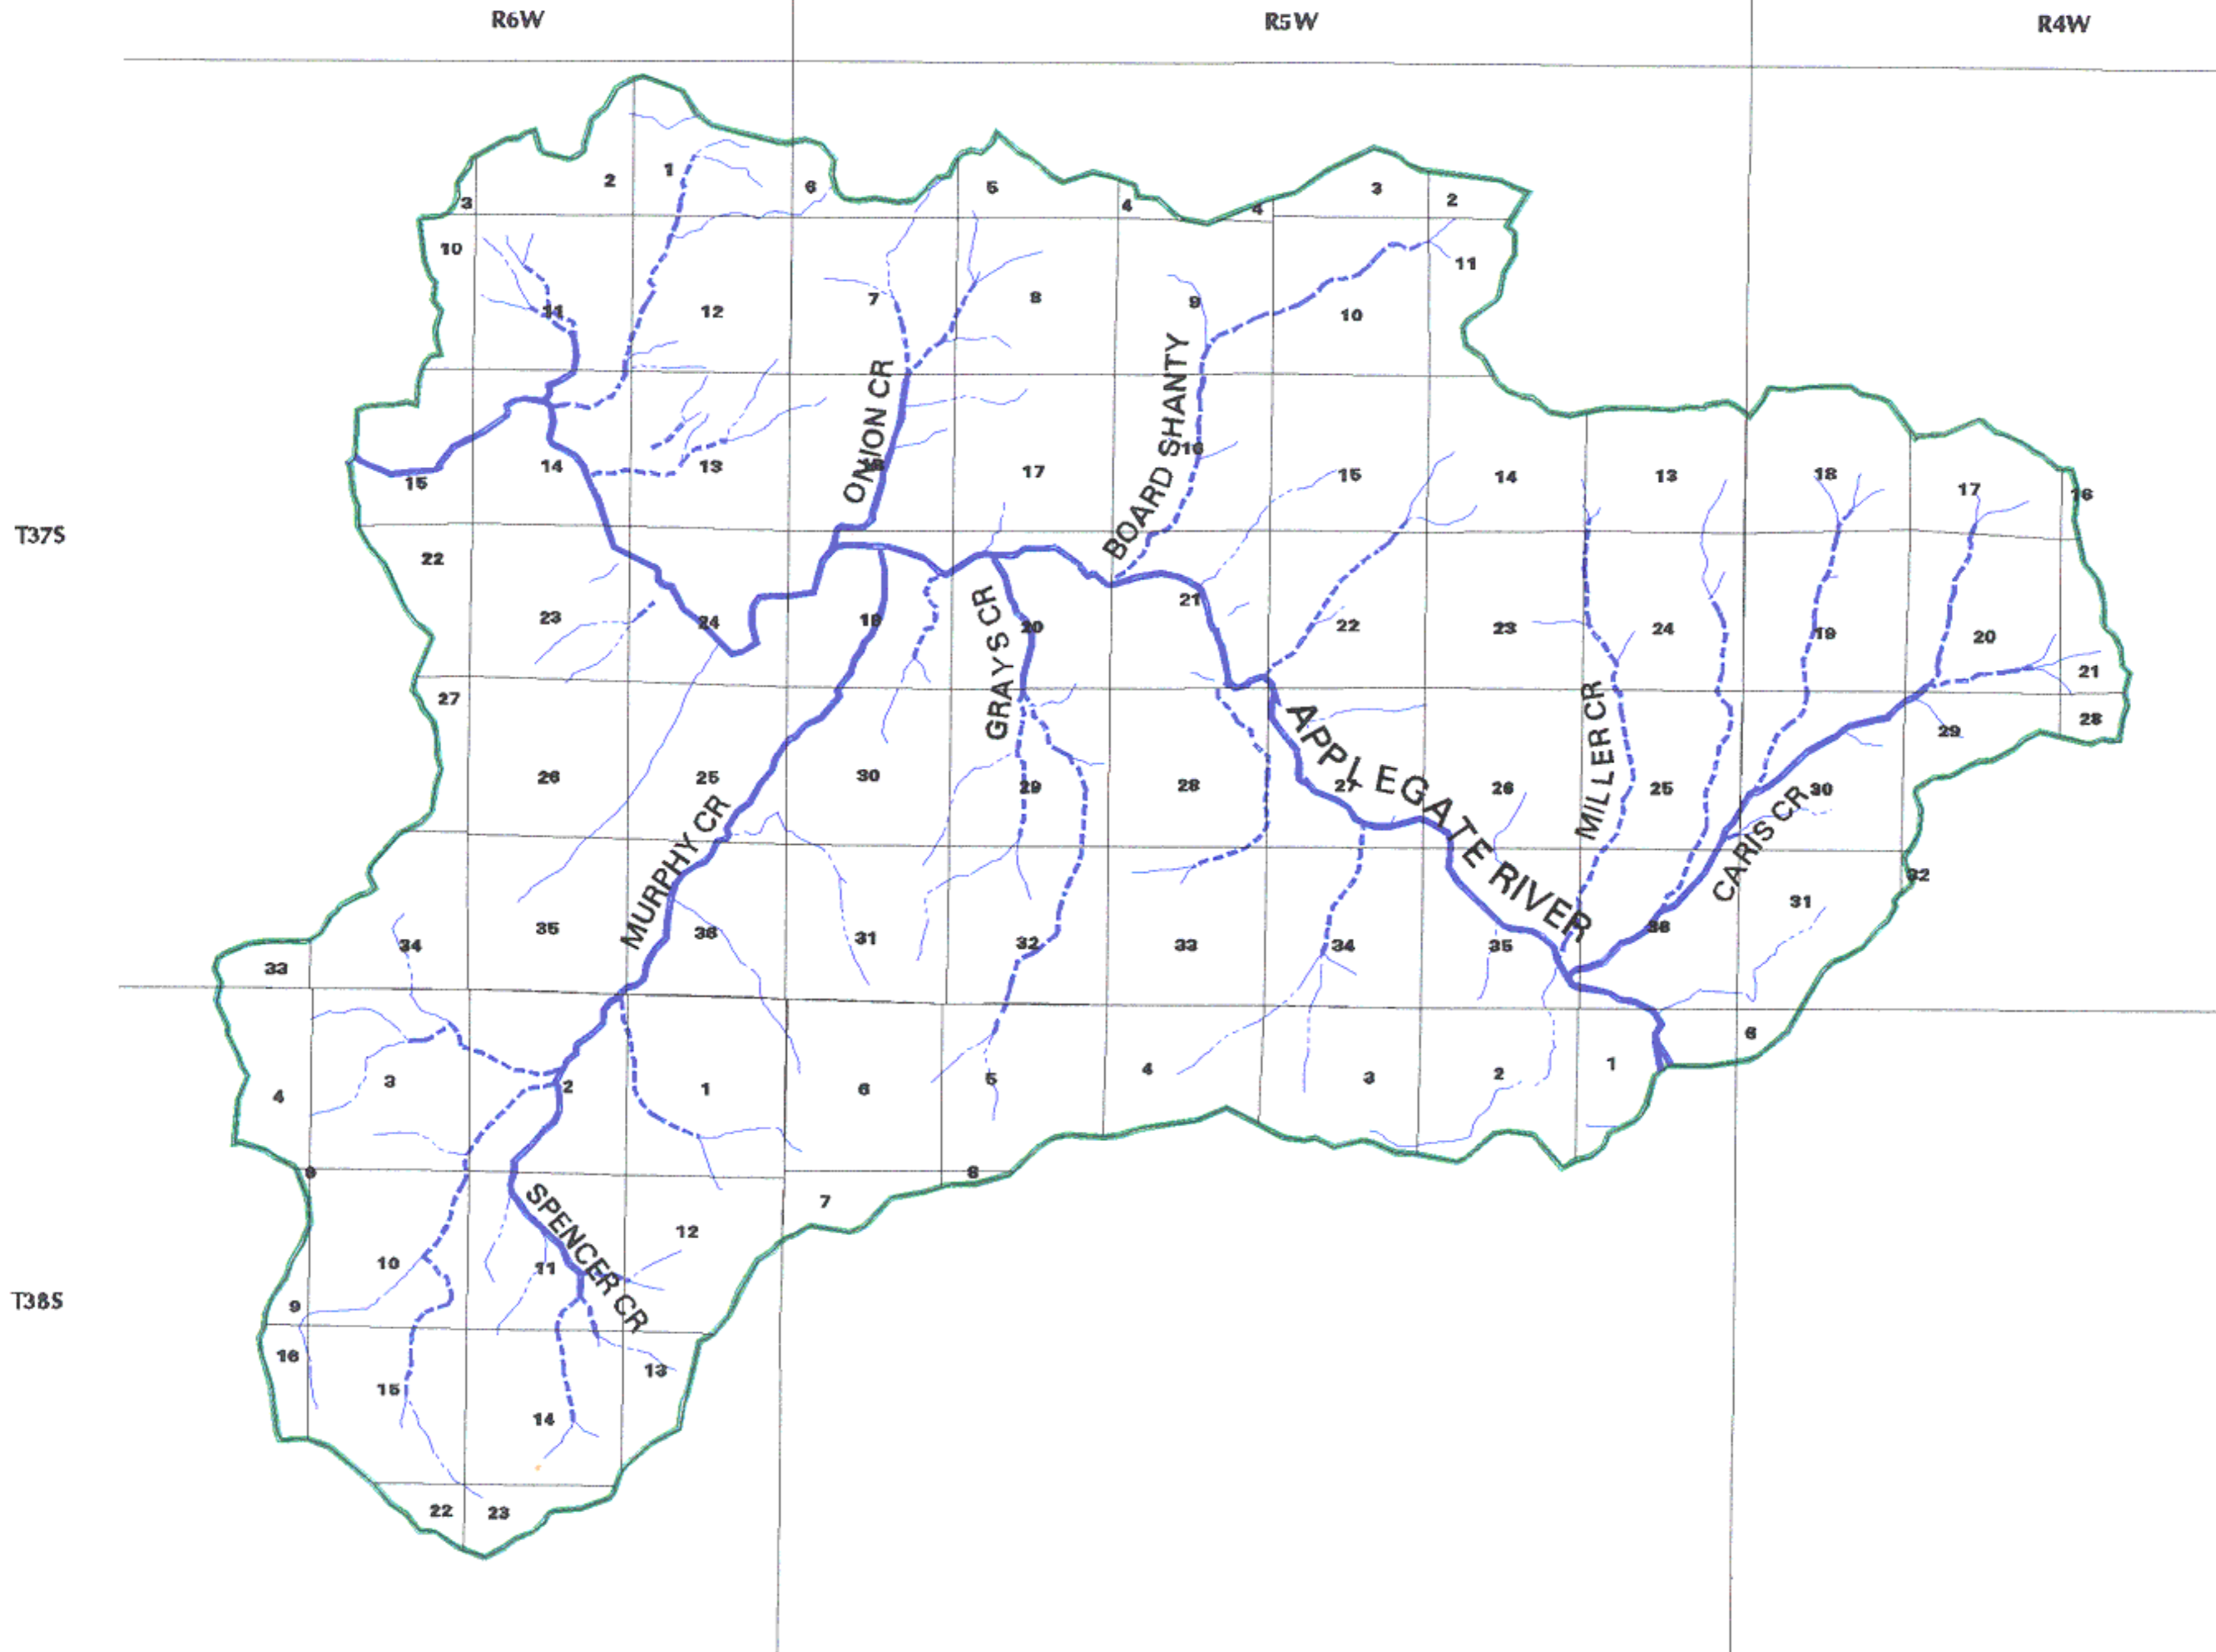 R6W R5W R4W
2 1 6 5 4 4 3 2
3
10 11 12 7 8 9 10 11
15 14 13 18 17 16 15 14 13 18 17 16
ONION CR
BOARD SHANTY
T37S
22 23 24 19 20 21 22 23 24 19 20 21
GRAYS CR
27 26 25 30 29 28 27 26 25 30 29 28
APPLEGATE RIVER
MILLER CR
CARIS CR
MURPHY CR
33 34 35 36 31 32 33 34 35 36 31 32
4 3 2 1 6 5 4 3 2 1 6
9 7 8
10 11 12
9
SPENCER CR
T38S
16 15 14 13
22 23